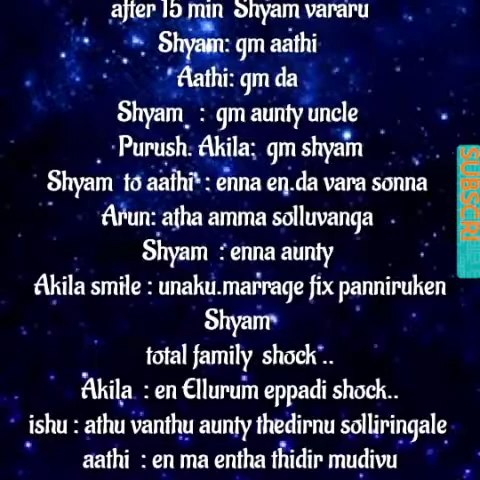 after 15 min Shyam vararu
Shyam: gm aathi
Aathi: gm da
Shyam : gm aunty uncle
Purush. Akila: gm shyam
Shyam to aathi : enna en.da vara sonna
Arun: atha amma solluvanga
Shyam : enna aunty
Akila smile : unaku.marrage fix panniruken
Shyam
total family shock ..
Akila : en Ellurum eppadi shock..
ishu : athu vanthu aunty thedirnu solliringale
aathi : en ma entha thidir mudivu
SUBSCRI